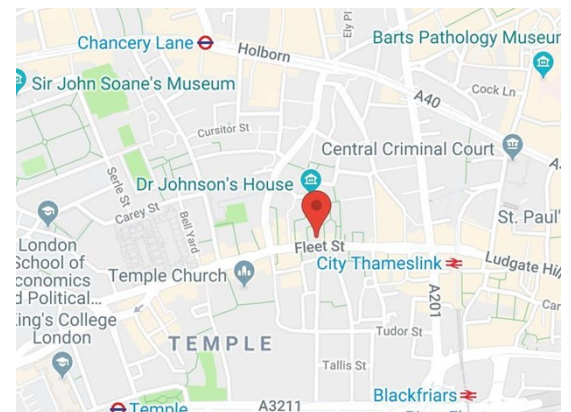 Ely Pl
Chancery Lane
Holborn
Barts Pathology Museum
Sir John Soane's Museum
A40
Cock Ln
Cursitor St
Central Criminal Court
Dr Johnson's House
Serle St
Carey St
Bell Yard
St. Paul'
London
School of
conomics
d Political...
Fleet St
Ludgate Hil
City Thameslink
Temple Church
A201
Car
ing's College
London
TEMPLE
Tudor St
Tallis St
Blackfriars
A3211
Temple